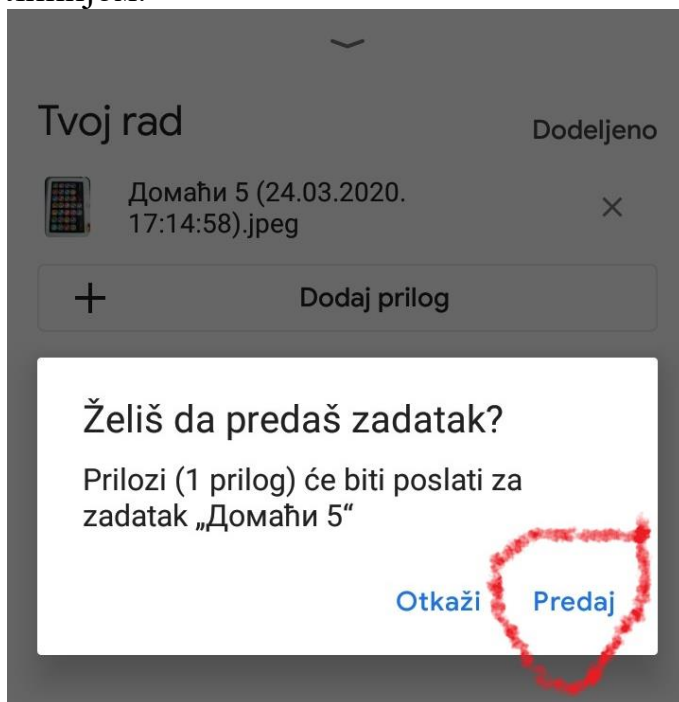 Tvoj rad
Dodeljeno
Домаћи 5 (24.03.2020.
17:14:58).jpeg
Dodaj prilog
Želiš da predaš zadatak?
Prilozi (1 prilog) će biti poslati za
zadatak „Домаћи 5“
Otkaži Predaj